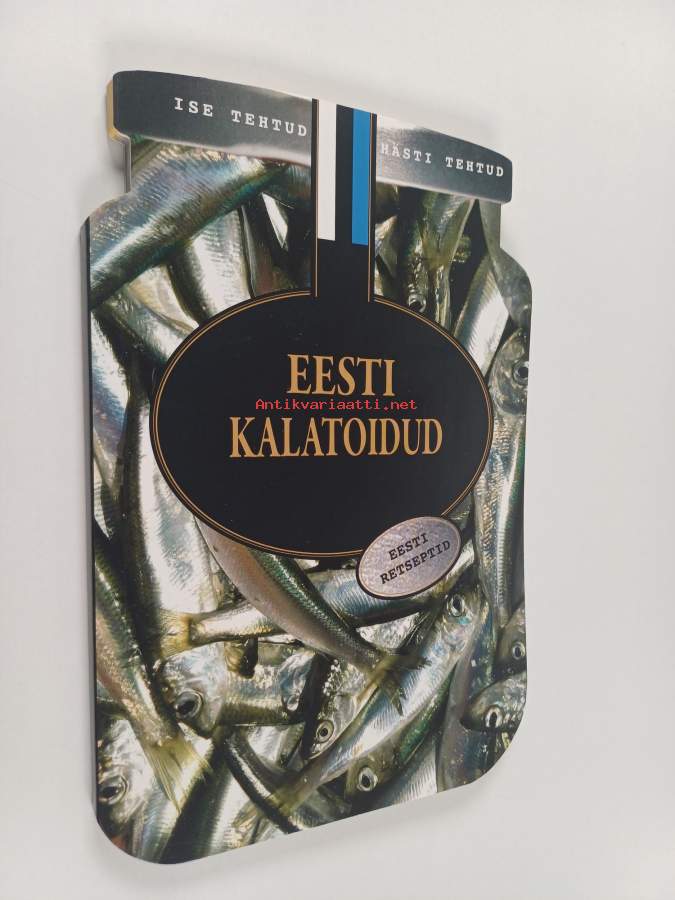 ISE TEHTUD
HÄSTI TEHTUD
EESTI
Antikvariaatti.net
KALATOIDUD
EESTI
RETSEPTID